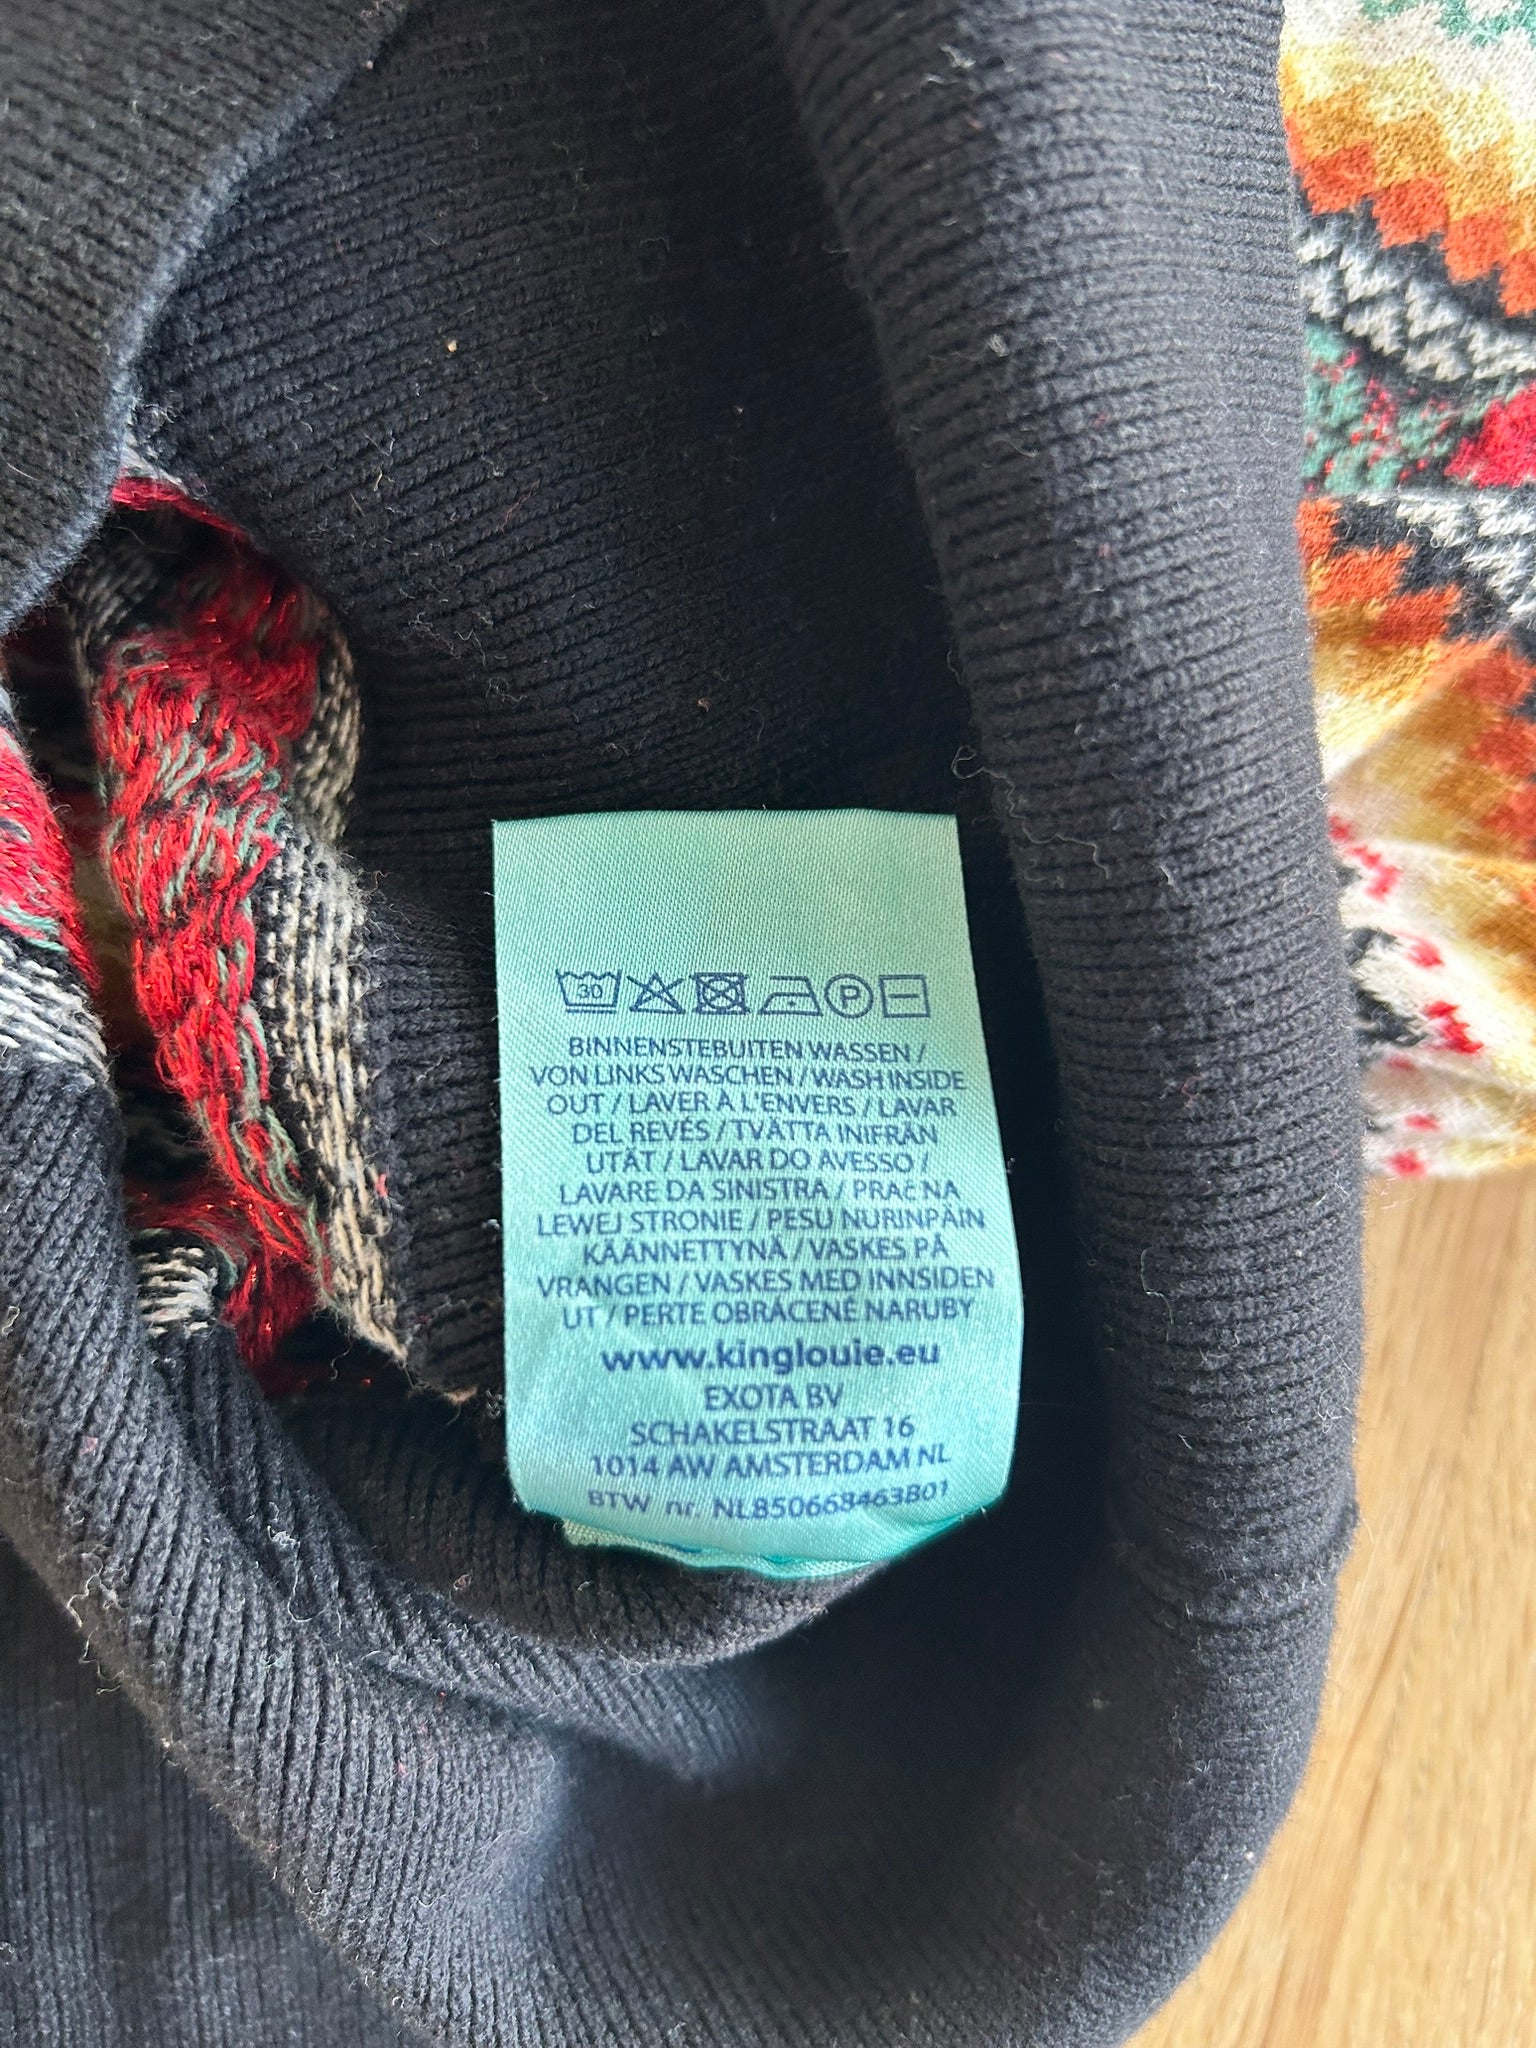 30 P
BINNENSTEBUITEN WASSEN /
VON LINKS WASCHEN / WASH INSIDE
OUT / LAVER À L'ENVERS / LAVAR
DEL REVÉS / TVÄTTA INIFRÅN
UTÅT / LAVAR DO AVESSO /
LAVARE DA SINISTRA / PRAĆ NA
LEWEJ STRONIE / PESU NURINPÄIN
KÄÄNNETTYNÄ / VASKES PÅ
VRANGEN / VASKES MED INNSIDEN
UT / PERTE OBRÁCENĚ NARUBY
www.kinglouie.eu
EXOTA BV
SCHAKELSTRAAT 16
1014 AW AMSTERDAM NL
BTW nr. NL850668463B01